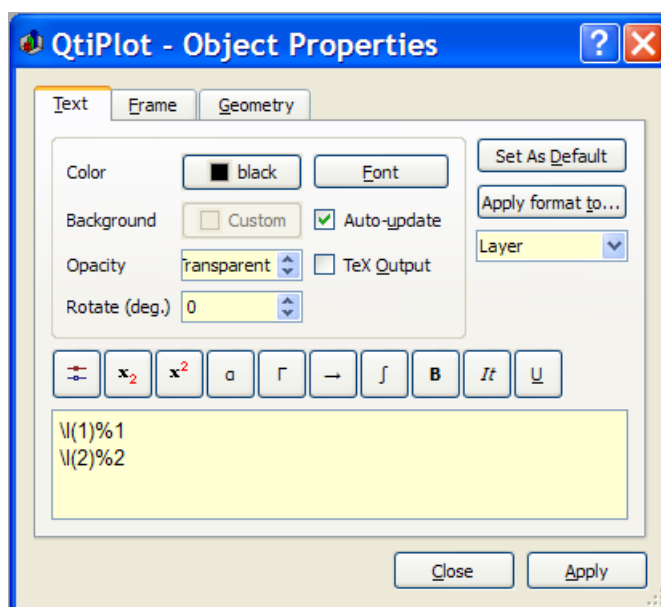 QtiPlot - Object Properties ?
Text Frame Geometry
Color black Font
Background Custom Auto-update
Opacity Transparent TeX Output
Rotate (deg.) 0
Set As Default
Apply format to...
Layer
x2 x2 α Γ → ∫ B It U
\l(1)%1
\l(2)%2
Close Apply